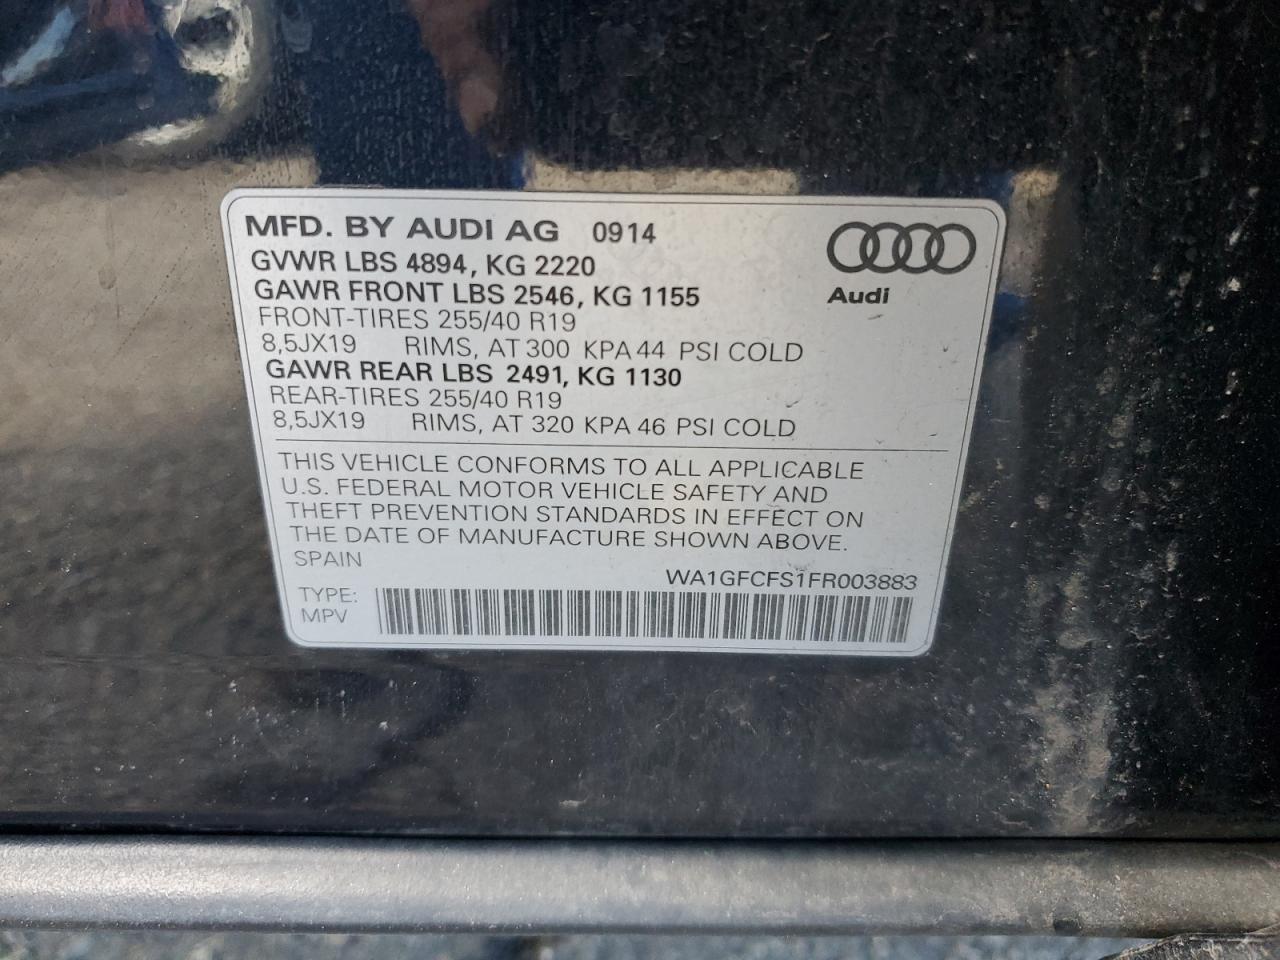 MFD. BY AUDI AG 0914
GVWR LBS 4894, KG 2220
GAWR FRONT LBS 2546, KG 1155
FRONT-TIRES 255/40 R19
8,5JX19 RIMS, AT 300 KPA 44 PSI COLD
GAWR REAR LBS 2491, KG 1130
REAR-TIRES 255/40 R19
8,5JX19 RIMS, AT 320 KPA 46 PSI COLD
Audi
THIS VEHICLE CONFORMS TO ALL APPLICABLE
U.S. FEDERAL MOTOR VEHICLE SAFETY AND
THEFT PREVENTION STANDARDS IN EFFECT ON
THE DATE OF MANUFACTURE SHOWN ABOVE.
SPAIN
WA1GFCFS1FR003883
TYPE:
MPV